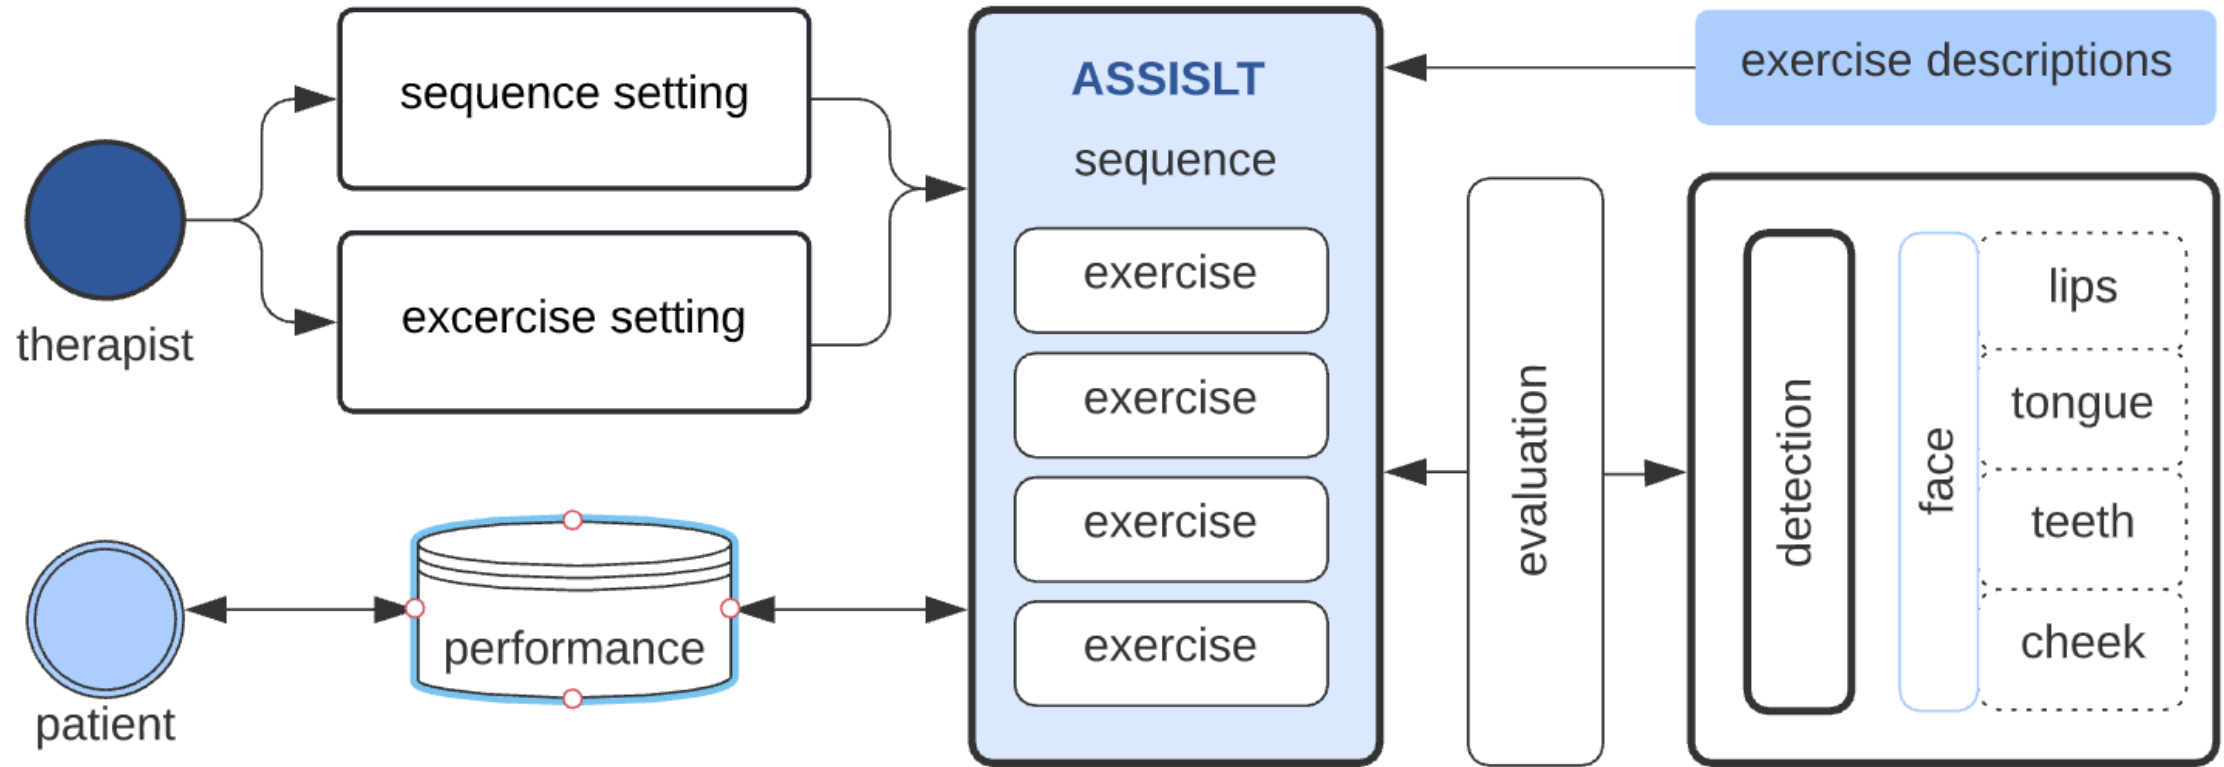 sequence setting
excercise setting
therapist
patient
performance
ASSISLT
sequence
exercise
exercise
exercise
exercise
exercise descriptions
evaluation
detection
face
lips
tongue
teeth
cheek